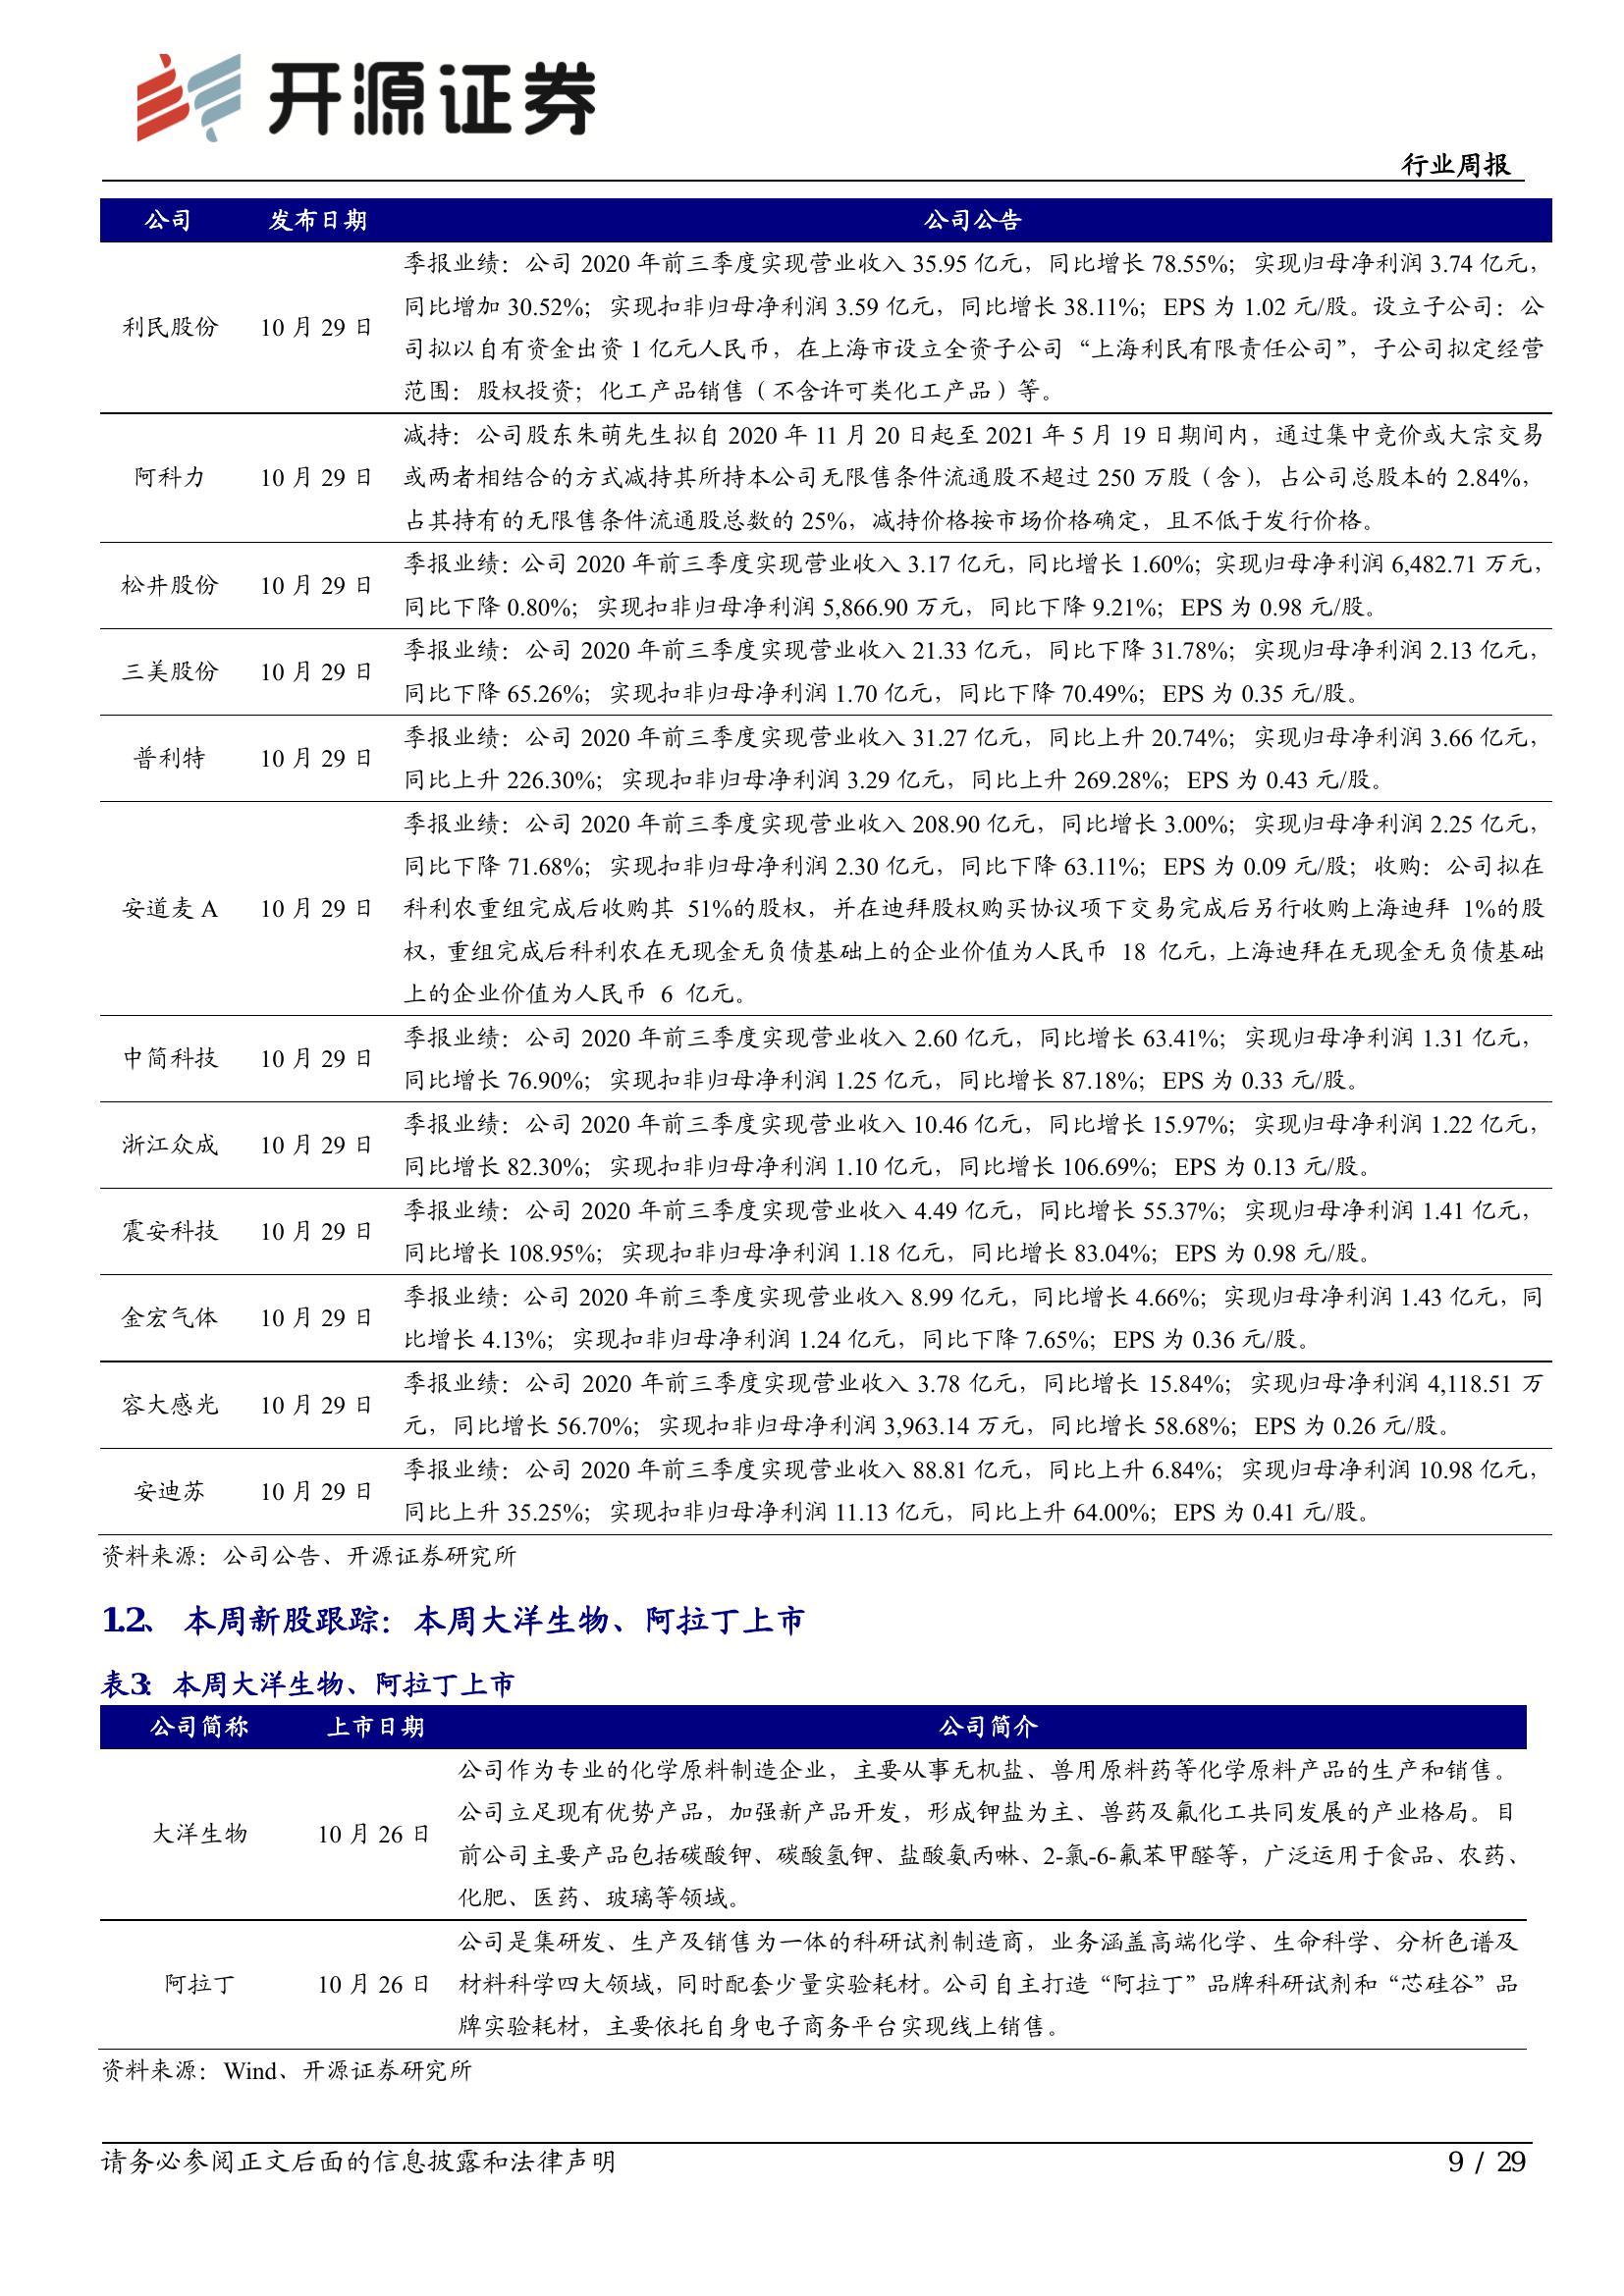 开源证券
行业周报
公司 发布日期 公司公告
季报业绩：公司 2020 年前三季度实现营业收入 35.95 亿元，同比增长 78.55%；实现归母净利润 3.74 亿元，
同比增加 30.52%；实现扣非归母净利润 3.59 亿元，同比增长 38.11%；EPS 为 1.02 元/股。设立子公司：公
利民股份 10 月 29 日
司拟以自有资金出资 1 亿元人民币，在上海市设立全资子公司“上海利民有限责任公司”，子公司拟定经营
范围：股权投资；化工产品销售（不含许可类化工产品）等。
减持：公司股东朱萌先生拟自 2020 年 11 月 20 日起至 2021 年 5 月 19 日期间内，通过集中竞价或大宗交易
阿科力 10 月 29 日 或两者相结合的方式减持其所持本公司无限售条件流通股不超过 250 万股（含），占公司总股本的 2.84%，
占其持有的无限售条件流通股总数的 25%，减持价格按市场价格确定，且不低于发行价格。
季报业绩：公司 2020 年前三季度实现营业收入 3.17 亿元，同比增长 1.60%；实现归母净利润 6,482.71 万元，
松井股份 10 月 29 日
同比下降 0.80%；实现扣非归母净利润 5,866.90 万元，同比下降 9.21%；EPS 为 0.98 元/股。
季报业绩：公司 2020 年前三季度实现营业收入 21.33 亿元，同比下降 31.78%；实现归母净利润 2.13 亿元，
三美股份 10 月 29 日
同比下降 65.26%；实现扣非归母净利润 1.70 亿元，同比下降 70.49%；EPS 为 0.35 元/股。
季报业绩：公司 2020 年前三季度实现营业收入 31.27 亿元，同比上升 20.74%；实现归母净利润 3.66 亿元，
普利特 10 月 29 日
同比上升 226.30%；实现扣非归母净利润 3.29 亿元，同比上升 269.28%；EPS 为 0.43 元/股。
季报业绩：公司 2020 年前三季度实现营业收入 208.90 亿元，同比增长 3.00%；实现归母净利润 2.25 亿元，
同比下降 71.68%；实现扣非归母净利润 2.30 亿元，同比下降 63.11%；EPS 为 0.09 元/股；收购：公司拟在
安道麦 A 10 月 29 日 科利农重组完成后收购其 51%的股权，并在迪拜股权购买协议项下交易完成后另行收购上海迪拜 1%的股
权，重组完成后科利农在无现金无负债基础上的企业价值为人民币 18 亿元，上海迪拜在无现金无负债基础
上的企业价值为人民币 6 亿元。
季报业绩：公司 2020 年前三季度实现营业收入 2.60 亿元，同比增长 63.41%；实现归母净利润 1.31 亿元，
中简科技 10 月 29 日
同比增长 76.90%；实现扣非归母净利润 1.25 亿元，同比增长 87.18%；EPS 为 0.33 元/股。
季报业绩：公司 2020 年前三季度实现营业收入 10.46 亿元，同比增长 15.97%；实现归母净利润 1.22 亿元，
浙江众成 10 月 29 日
同比增长 82.30%；实现扣非归母净利润 1.10 亿元，同比增长 106.69%；EPS 为 0.13 元/股。
季报业绩：公司 2020 年前三季度实现营业收入 4.49 亿元，同比增长 55.37%；实现归母净利润 1.41 亿元，
震安科技 10 月 29 日
同比增长 108.95%；实现扣非归母净利润 1.18 亿元，同比增长 83.04%；EPS 为 0.98 元/股。
季报业绩：公司 2020 年前三季度实现营业收入 8.99 亿元，同比增长 4.66%；实现归母净利润 1.43 亿元，同
金宏气体 10 月 29 日
比增长 4.13%；实现扣非归母净利润 1.24 亿元，同比下降 7.65%；EPS 为 0.36 元/股。
季报业绩：公司 2020 年前三季度实现营业收入 3.78 亿元，同比增长 15.84%；实现归母净利润 4,118.51 万
容大感光 10 月 29 日
元，同比增长 56.70%；实现扣非归母净利润 3,963.14 万元，同比增长 58.68%；EPS 为 0.26 元/股。
季报业绩：公司 2020 年前三季度实现营业收入 88.81 亿元，同比上升 6.84%；实现归母净利润 10.98 亿元，
安迪苏 10 月 29 日
同比上升 35.25%；实现扣非归母净利润 11.13 亿元，同比上升 64.00%；EPS 为 0.41 元/股。
资料来源：公司公告、开源证券研究所
1.2、 本周新股跟踪：本周大洋生物、阿拉丁上市
表3： 本周大洋生物、阿拉丁上市
公司简称 上市日期 公司简介
公司作为专业的化学原料制造企业，主要从事无机盐、兽用原料药等化学原料产品的生产和销售。
公司立足现有优势产品，加强新产品开发，形成钾盐为主、兽药及氟化工共同发展的产业格局。目
大洋生物 10 月 26 日
前公司主要产品包括碳酸钾、碳酸氢钾、盐酸氨丙啉、2-氯-6-氟苯甲醛等，广泛运用于食品、农药、
化肥、医药、玻璃等领域。
公司是集研发、生产及销售为一体的科研试剂制造商，业务涵盖高端化学、生命科学、分析色谱及
阿拉丁 10 月 26 日 材料科学四大领域，同时配套少量实验耗材。公司自主打造“阿拉丁”品牌科研试剂和“芯硅谷”品
牌实验耗材，主要依托自身电子商务平台实现线上销售。
资料来源：Wind、开源证券研究所
请务必参阅正文后面的信息披露和法律声明 9 / 29